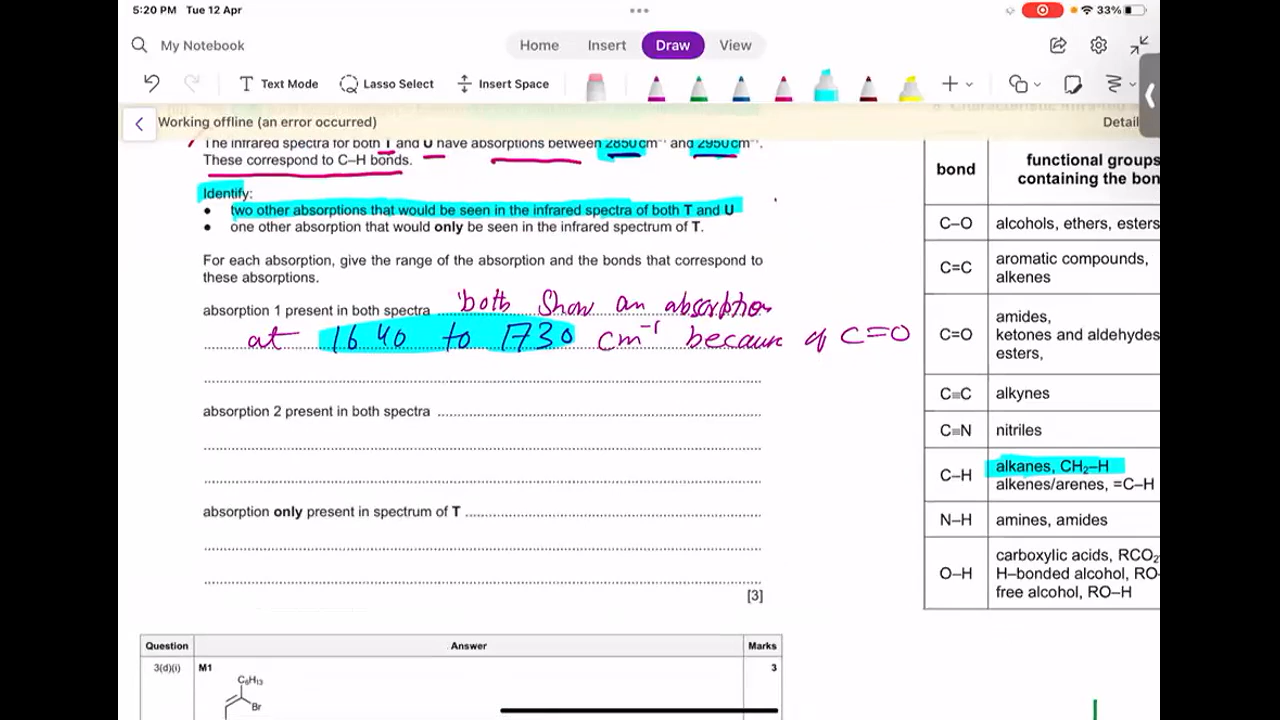 5:20 PM Tue 12 Apr
33%
My Notebook
Home Insert Draw View
Text Mode Lasso Select Insert Space
Working offline (an error occurred)
Detail
The infrared spectra for both T and U have absorptions between 2850 cm⁻¹ and 2950 cm⁻¹.
These correspond to C–H bonds.
Identify:
• two other absorptions that would be seen in the infrared spectra of both T and U
• one other absorption that would only be seen in the infrared spectrum of T.
For each absorption, give the range of the absorption and the bonds that correspond to
these absorptions.
absorption 1 present in both spectra both show an absorption
at 1640 to 1730 cm⁻¹ because of C=O
absorption 2 present in both spectra
absorption only present in spectrum of T
[3]
Question Answer Marks
3(d)(i) M1 3
C₆H₁₃
Br
bond functional groups
containing the bon
C–O alcohols, ethers, esters
C=C aromatic compounds,
alkenes
C=O amides,
ketones and aldehydes
esters,
C≡C alkynes
C≡N nitriles
C–H alkanes, CH₂–H
alkenes/arenes, =C–H
N–H amines, amides
O–H carboxylic acids, RCO₂
H–bonded alcohol, RO–
free alcohol, RO–H